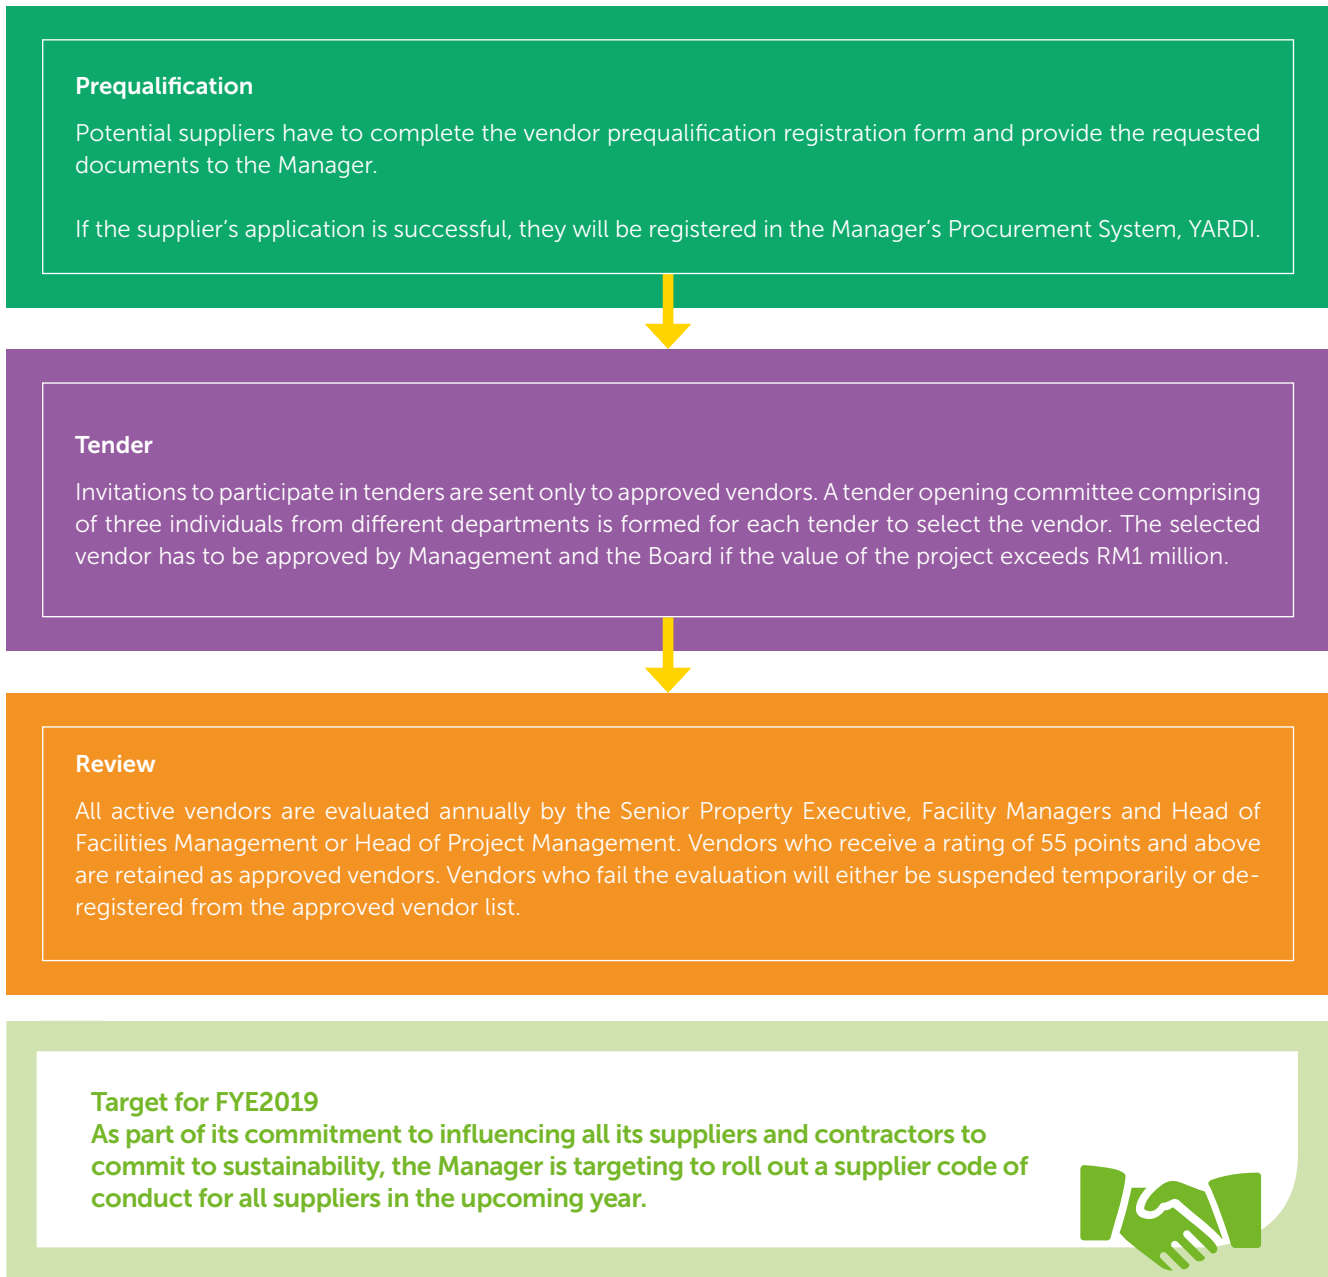 Prequalification
Potential suppliers have to complete the vendor prequalification registration form and provide the requested
documents to the Manager.
If the supplier’s application is successful, they will be registered in the Manager’s Procurement System, YARDI.
Tender
Invitations to participate in tenders are sent only to approved vendors. A tender opening committee comprising
of three individuals from different departments is formed for each tender to select the vendor. The selected
vendor has to be approved by Management and the Board if the value of the project exceeds RM1 million.
Review
All active vendors are evaluated annually by the Senior Property Executive, Facility Managers and Head of
Facilities Management or Head of Project Management. Vendors who receive a rating of 55 points and above
are retained as approved vendors. Vendors who fail the evaluation will either be suspended temporarily or de-
registered from the approved vendor list.
Target for FYE2019
As part of its commitment to influencing all its suppliers and contractors to
commit to sustainability, the Manager is targeting to roll out a supplier code of
conduct for all suppliers in the upcoming year.